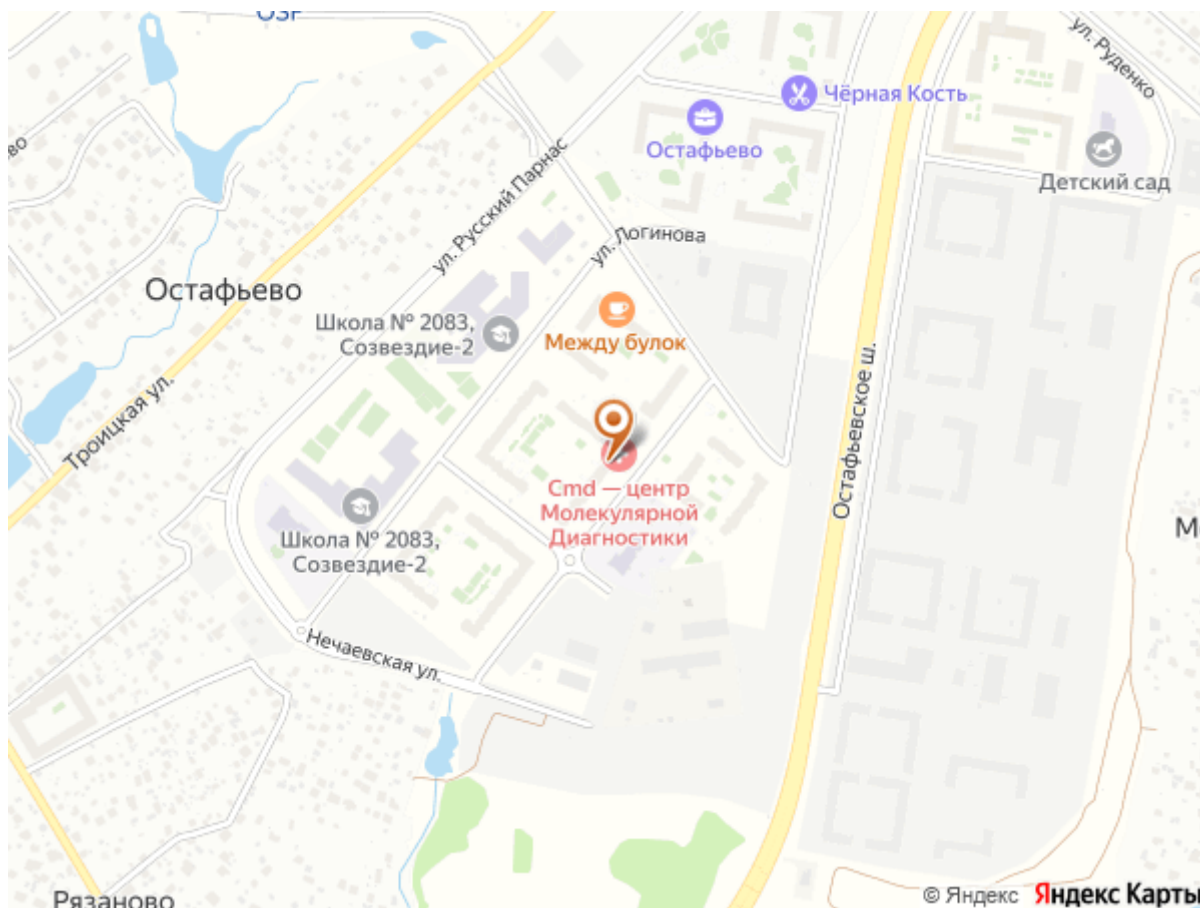 ул. Руденко
Чёрная Кость
Остафьево
Детский сад
ул. Русский Парнас
ул. Логинова
Остафьево
Школа № 2083,
Созвездие-2
Между булок
Троицкая ул.
Остафьевское ш.
Cmd — центр
Молекулярной
Диагностики
Школа № 2083,
Созвездие-2
Нечаевская ул.
Рязаново
© Яндекс Яндекс Карты